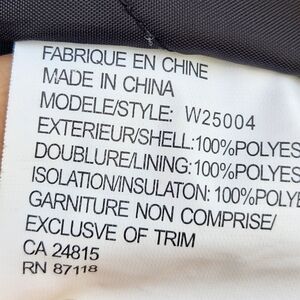 FABRIQUE EN CHINE
MADE IN CHINA
MODELE/STYLE: W25004
EXTERIEUR/SHELL:100%POLYES
DOUBLURE/LINING:100%POLYES
ISOLATION/INSULATON: 100%POLYE
GARNITURE NON COMPRISE/
EXCLUSVE OF TRIM
CA 24815
RN 87118